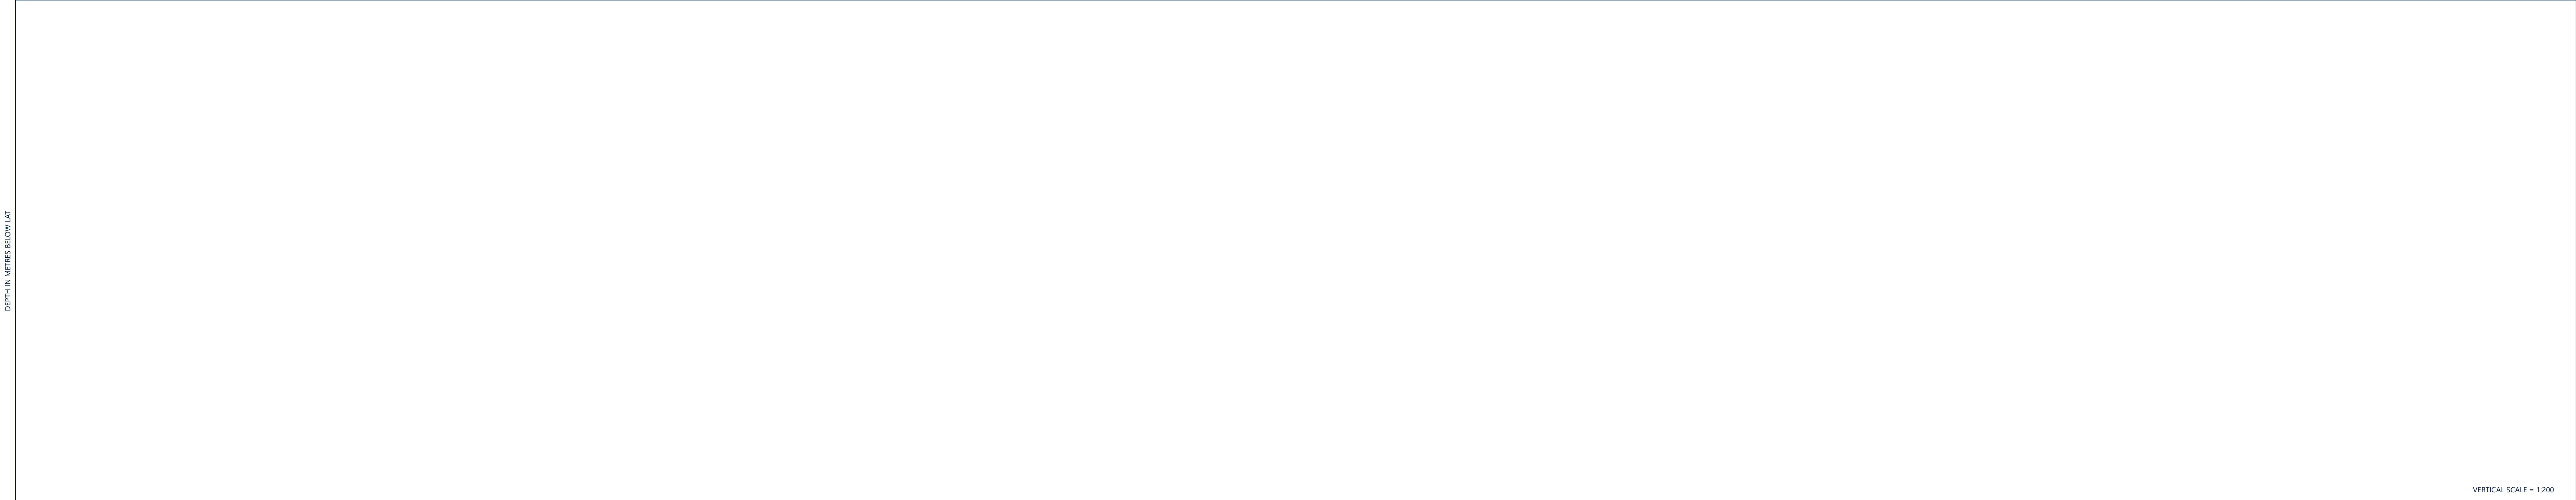 DEPTH IN METRES BELOW LAT
VERTICAL SCALE = 1:200